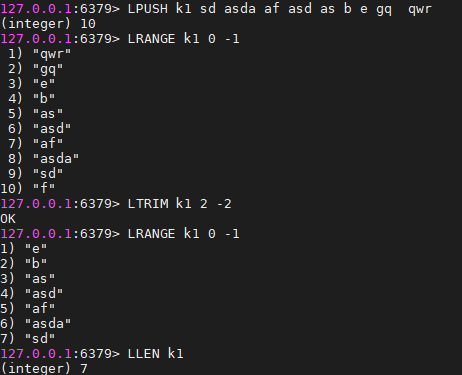 127.0.0.1:6379> LPUSH k1 sd asda af asd as b e gq  qwr
(integer) 10
127.0.0.1:6379> LRANGE k1 0 -1
 1) "qwr"
 2) "gq"
 3) "e"
 4) "b"
 5) "as"
 6) "asd"
 7) "af"
 8) "asda"
 9) "sd"
10) "f"
127.0.0.1:6379> LTRIM k1 2 -2
OK
127.0.0.1:6379> LRANGE k1 0 -1
1) "e"
2) "b"
3) "as"
4) "asd"
5) "af"
6) "asda"
7) "sd"
127.0.0.1:6379> LLEN k1
(integer) 7